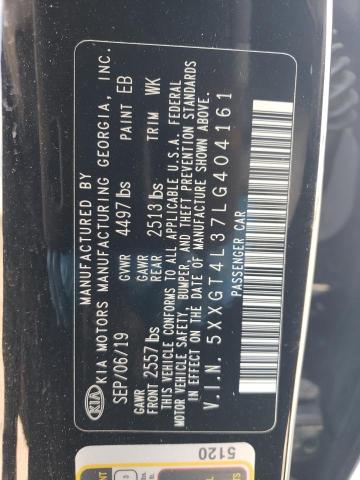 MANUFACTURED BY
KIA KIA MOTORS MANUFACTURING GEORGIA, INC.
SEP/06/19 4497 lbs PAINT EB
GVWR
GAWR FRONT 2557 lbs GAWR REAR 2513 lbs TRIM WK
THIS VEHICLE CONFORMS TO ALL APPLICABLE U.S.A. FEDERAL
MOTOR VEHICLE SAFETY, BUMPER, AND THEFT PREVENTION STANDARDS
IN EFFECT ON THE DATE OF MANUFACTURE SHOWN ABOVE.
V.I.N. 5XXGT4L37LG404161
PASSENGER CAR
5120